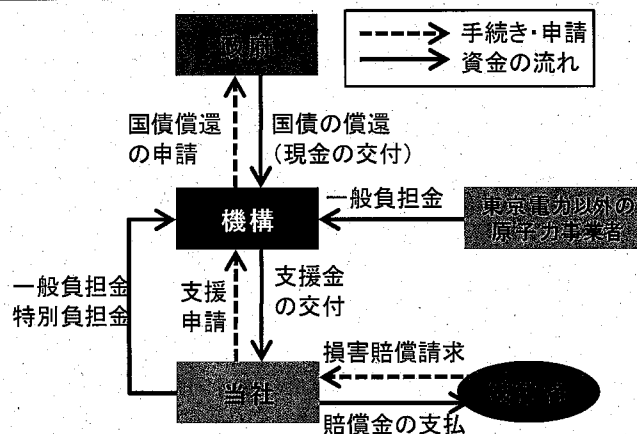 手続き・申請
資金の流れ
政府
国債償還
の申請
国債の償還
(現金の交付)
機構
一般負担金
東京電力以外の
原子力事業者
一般負担金
特別負担金
支援
申請
支援金
の交付
当社
損害賠償請求
賠償金の支払